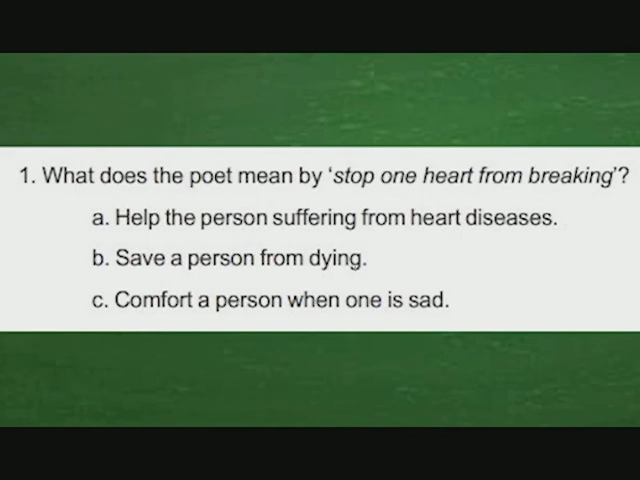 1. What does the poet mean by ‘stop one heart from breaking’?
a. Help the person suffering from heart diseases.
b. Save a person from dying.
c. Comfort a person when one is sad.